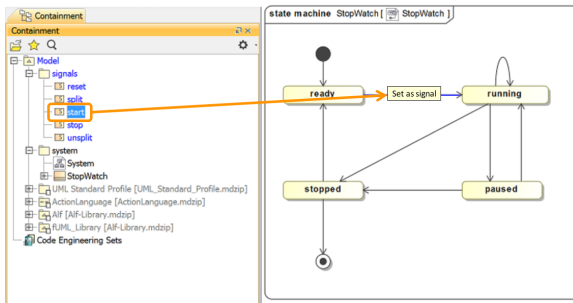 Containment
Containment
Model
signals
reset
split
start
stop
unsplit
system
System
StopWatch
UML Standard Profile [UML_Standard_Profile.mdzip]
ActionLanguage [ActionLanguage.mdzip]
Alf [Alf-Library.mdzip]
fUML_Library [Alf-Library.mdzip]
Code Engineering Sets
state machine StopWatch [ StopWatch ]
ready
Set as signal
running
stopped
paused